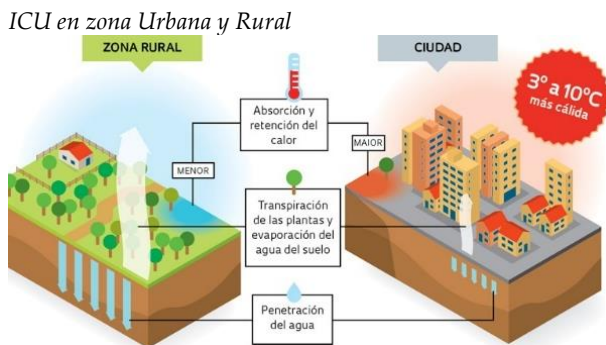 ICU en zona Urbana y Rural
ZONA RURAL
CIUDAD
3° a 10°C
más cálida
Absorción y
retención del
calor
MENOR
MAIOR
Transpiración
de las plantas y
evaporación del
agua del suelo
Penetración
del agua